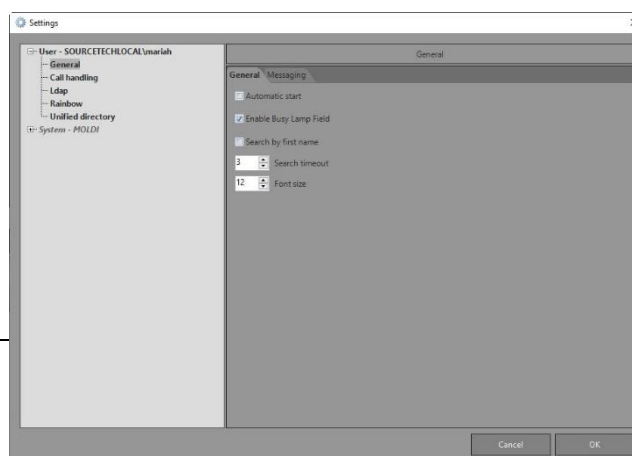 Settings
User - SOURCETECHLOCAL\mariah
General
Call handling
Ldap
Rainbow
Unified directory
System - MOLDI
General
General Messaging
Automatic start
Enable Busy Lamp Field
Search by first name
3 Search timeout
12 Font size
Cancel OK